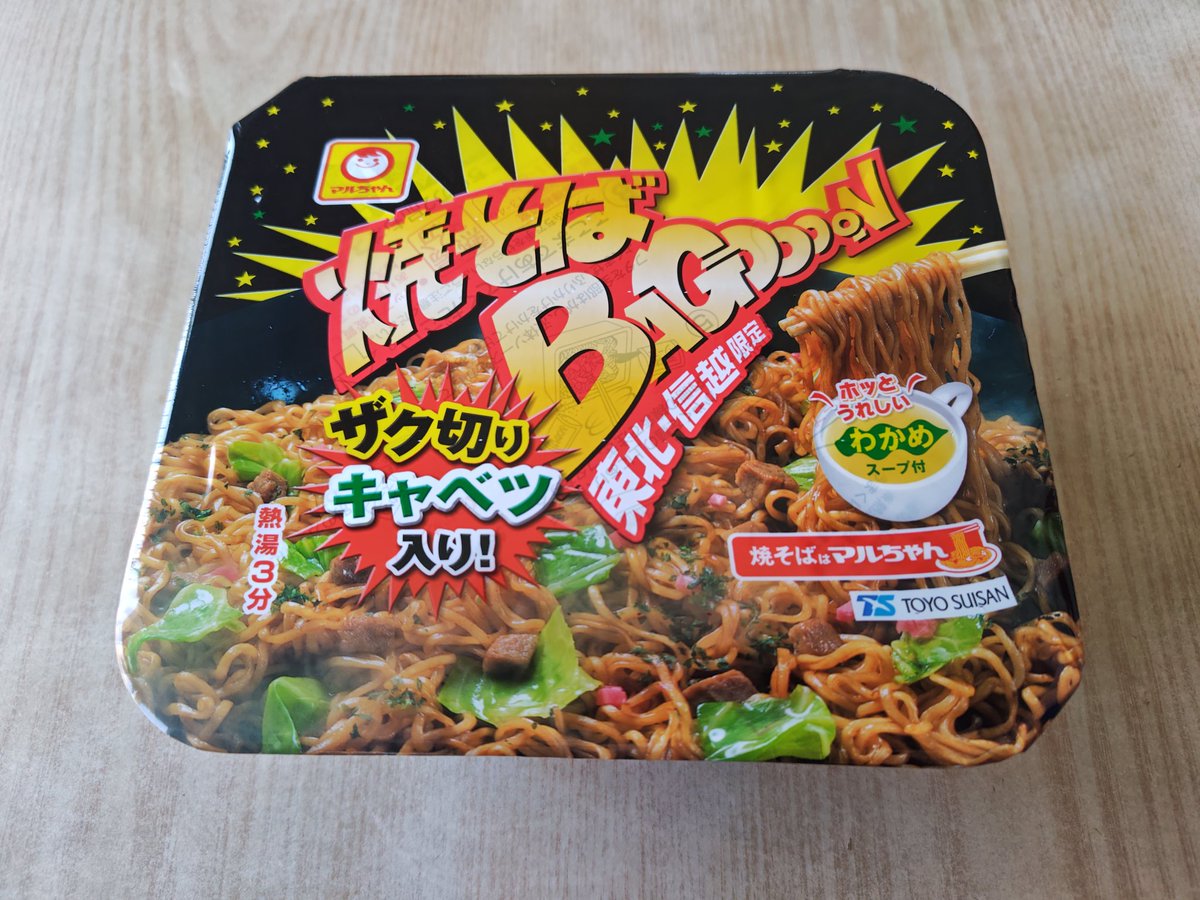 マルちゃん
焼そば
BAGOOOON
東北・信越限定
ザク切り
キャベツ
入り!
熱湯3分
ホッと
うれしい
わかめ
スープ付
焼そばはマルちゃん
TS TOYO SUISAN